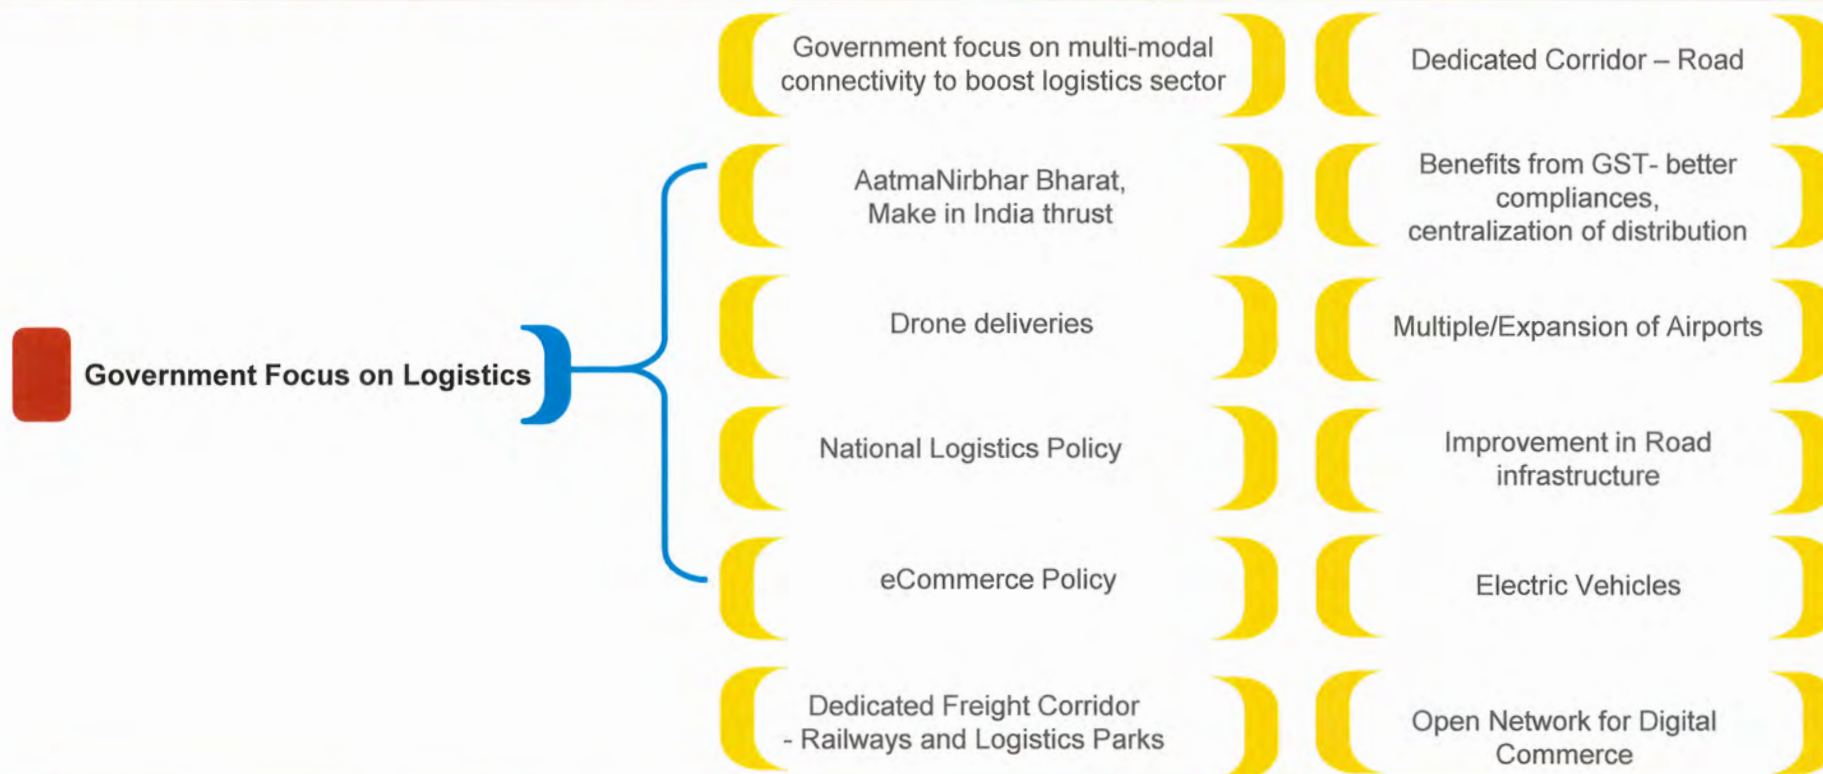 Government Focus on Logistics
Government focus on multi-modal
connectivity to boost logistics sector
AatmaNirbhar Bharat,
Make in India thrust
Drone deliveries
National Logistics Policy
eCommerce Policy
Dedicated Freight Corridor
- Railways and Logistics Parks
Dedicated Corridor – Road
Benefits from GST- better
compliances,
centralization of distribution
Multiple/Expansion of Airports
Improvement in Road
infrastructure
Electric Vehicles
Open Network for Digital
Commerce